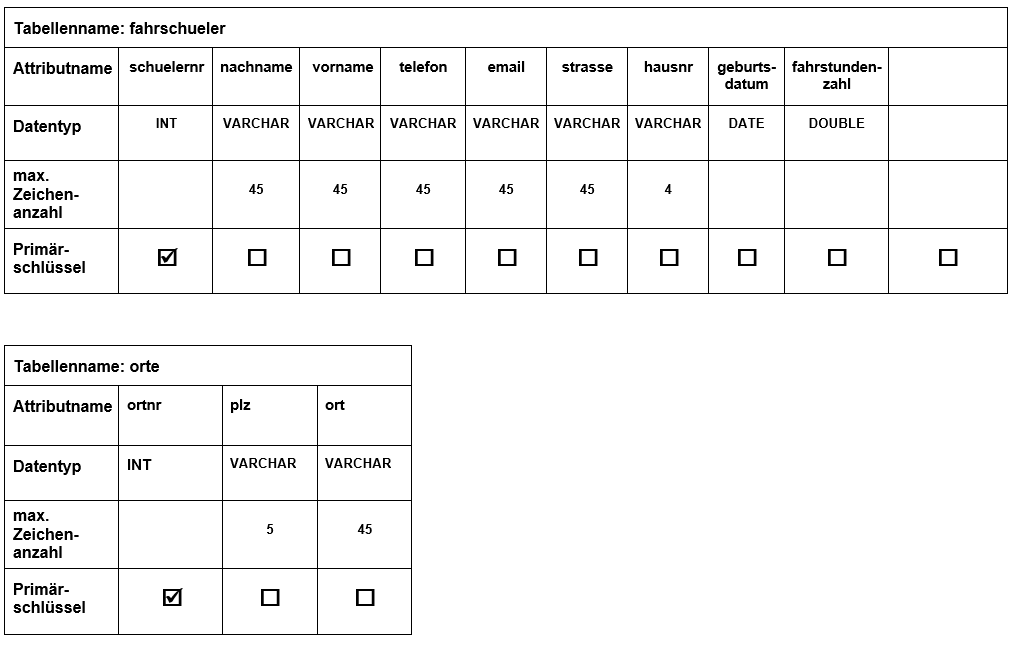 Tabellenname: fahrschueler
Attributname schuelernr nachname vorname telefon email strasse hausnr geburts- fahrstunden-
datum zahl
Datentyp INT VARCHAR VARCHAR VARCHAR VARCHAR VARCHAR VARCHAR DATE DOUBLE
max.
Zeichen- 45 45 45 45 45 4
anzahl
Primär-
schlüssel
Tabellenname: orte
Attributname ortnr plz ort
Datentyp INT VARCHAR VARCHAR
max.
Zeichen- 5 45
anzahl
Primär-
schlüssel